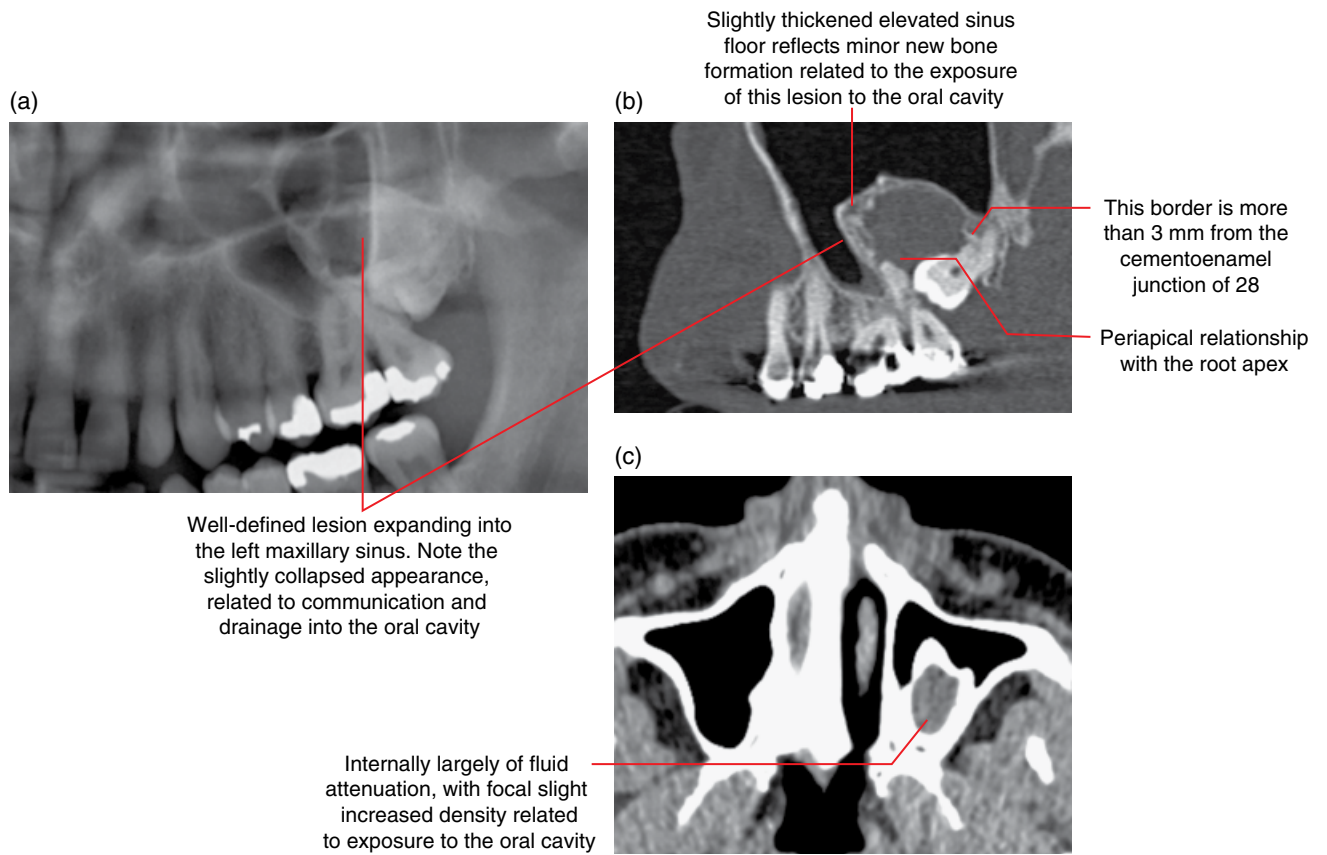 Slightly thickened elevated sinus
floor reflects minor new bone
formation related to the exposure
of this lesion to the oral cavity
(a)
(b)
This border is more
than 3 mm from the
cementoenamel
junction of 28
Periapical relationship
with the root apex
(c)
Well-defined lesion expanding into
the left maxillary sinus. Note the
slightly collapsed appearance,
related to communication and
drainage into the oral cavity
Internally largely of fluid
attenuation, with focal slight
increased density related
to exposure to the oral cavity